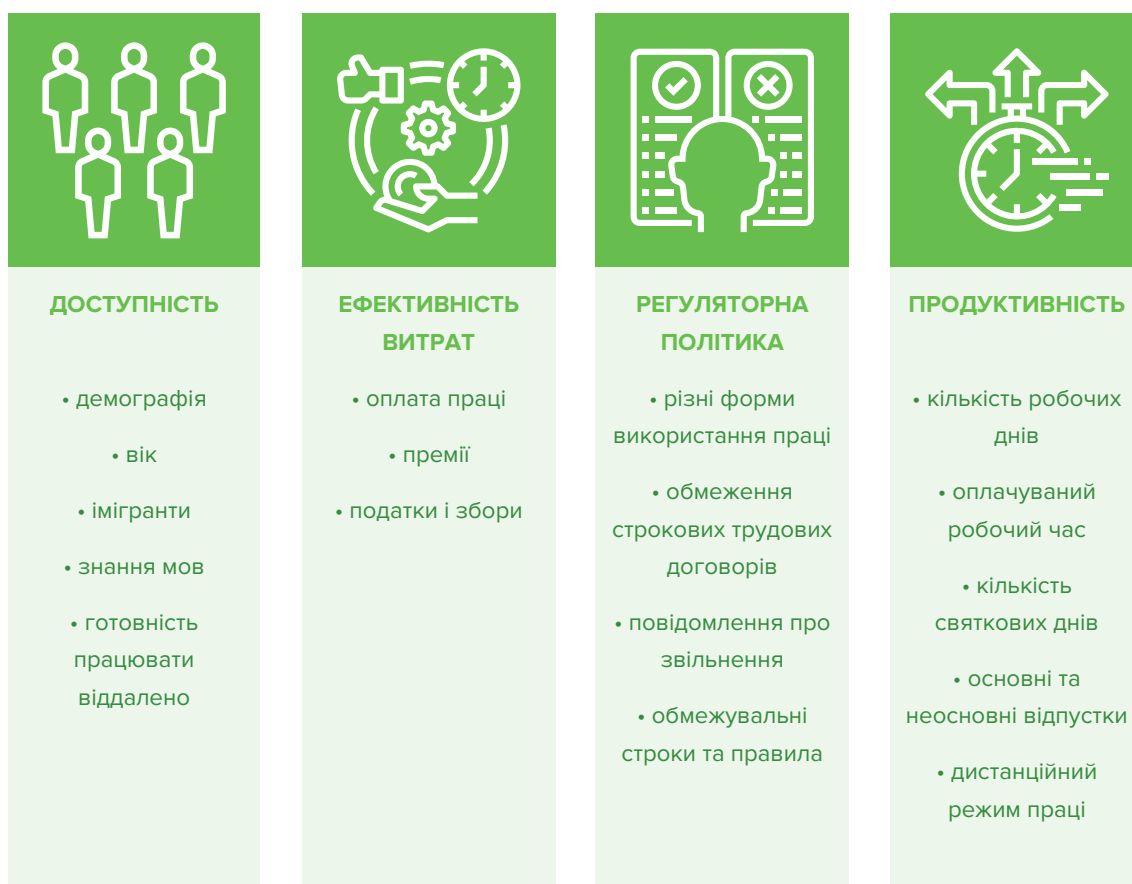 ДОСТУПНІСТЬ
• демографія
• вік
• імігранти
• знання мов
• готовність
працювати
віддалено
ЕФЕКТИВНІСТЬ
ВИТРАТ
• оплата праці
• премії
• податки і збори
РЕГУЛЯТОРНА
ПОЛІТИКА
• різні форми
використання праці
• обмеження
строкових трудових
договорів
• повідомлення про
звільнення
• обмежувальні
строки та правила
ПРОДУКТИВНІСТЬ
• кількість робочих
днів
• оплачуваний
робочий час
• кількість
святкових днів
• основні та
неосновні відпустки
• дистанційний
режим праці